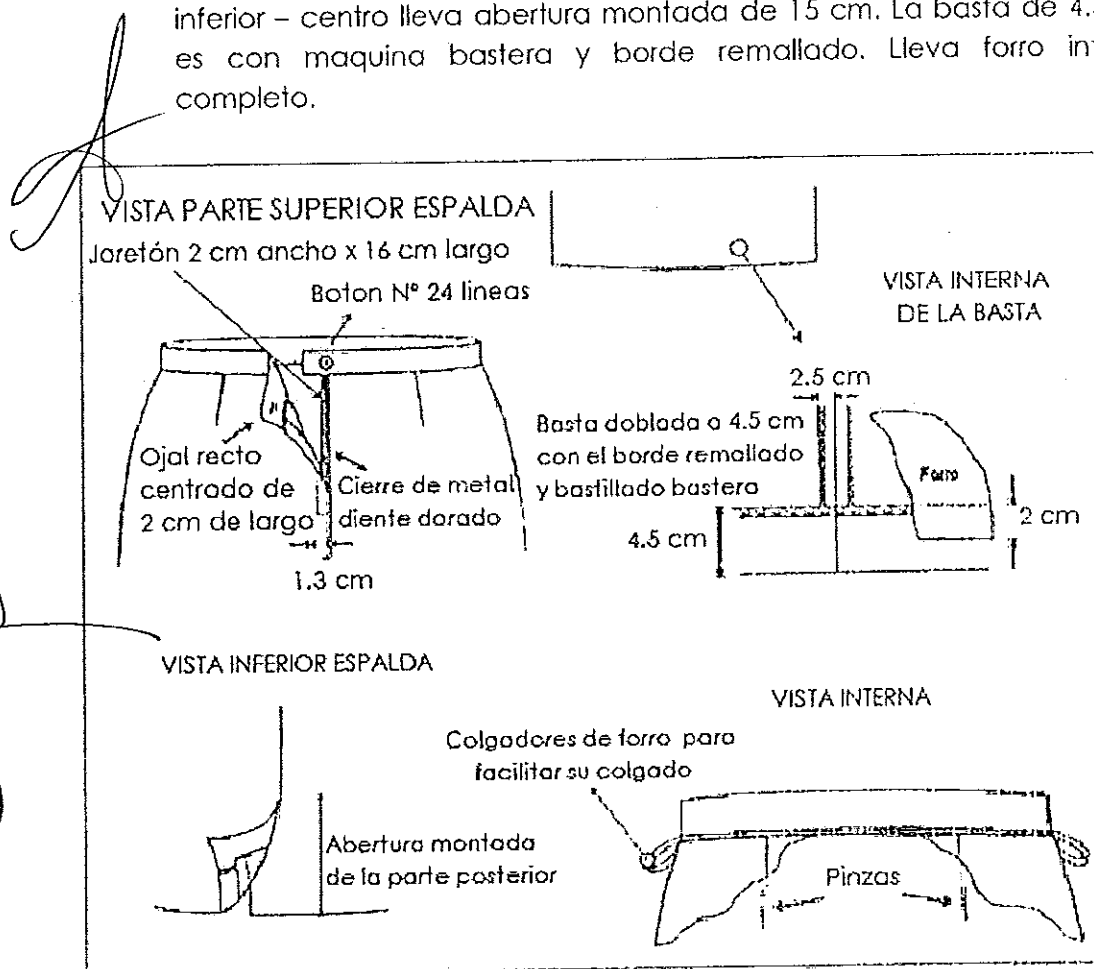 inferior – centro lleva abertura montada de 15 cm. La basta de 4.
es con maquina bastera y borde remallado. Lleva forro
completo.
VISTA PARTE SUPERIOR ESPALDA
Jaretón 2 cm ancho x 16 cm largo
Boton Nº 24 lineas
Ojal recto
centrado de
2 cm de largo
Cierre de metal
diente dorado
1.3 cm
VISTA INTERNA
DE LA BASTA
2.5 cm
Basta doblada a 4.5 cm
con el borde remallado
y bastillado bastera
Forro
4.5 cm
2 cm
VISTA INFERIOR ESPALDA
Abertura montada
de la parte posterior
VISTA INTERNA
Colgadores de forro para
facilitar su colgado
Pinzas